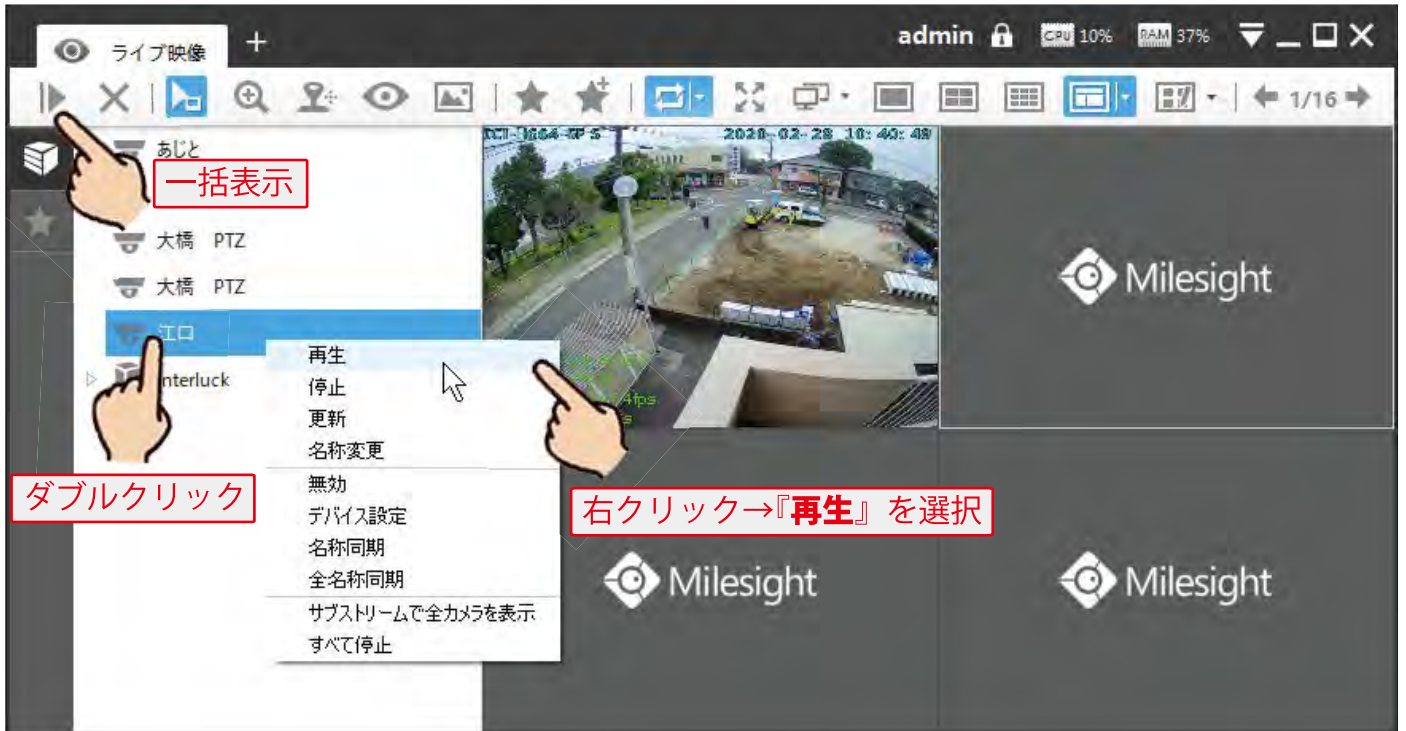 ライブ映像 + admin CPU 10% RAM 37%
1/16
あじと
一括表示
大橋 PTZ
大橋 PTZ
江口
nterluck
再生
停止
更新
名称変更
無効
デバイス設定
名称同期
全名称同期
サブストリームで全カメラを表示
すべて停止
ダブルクリック
右クリック→『再生』を選択
2020-02-28 10:40:48
4fps
Milesight
Milesight
Milesight